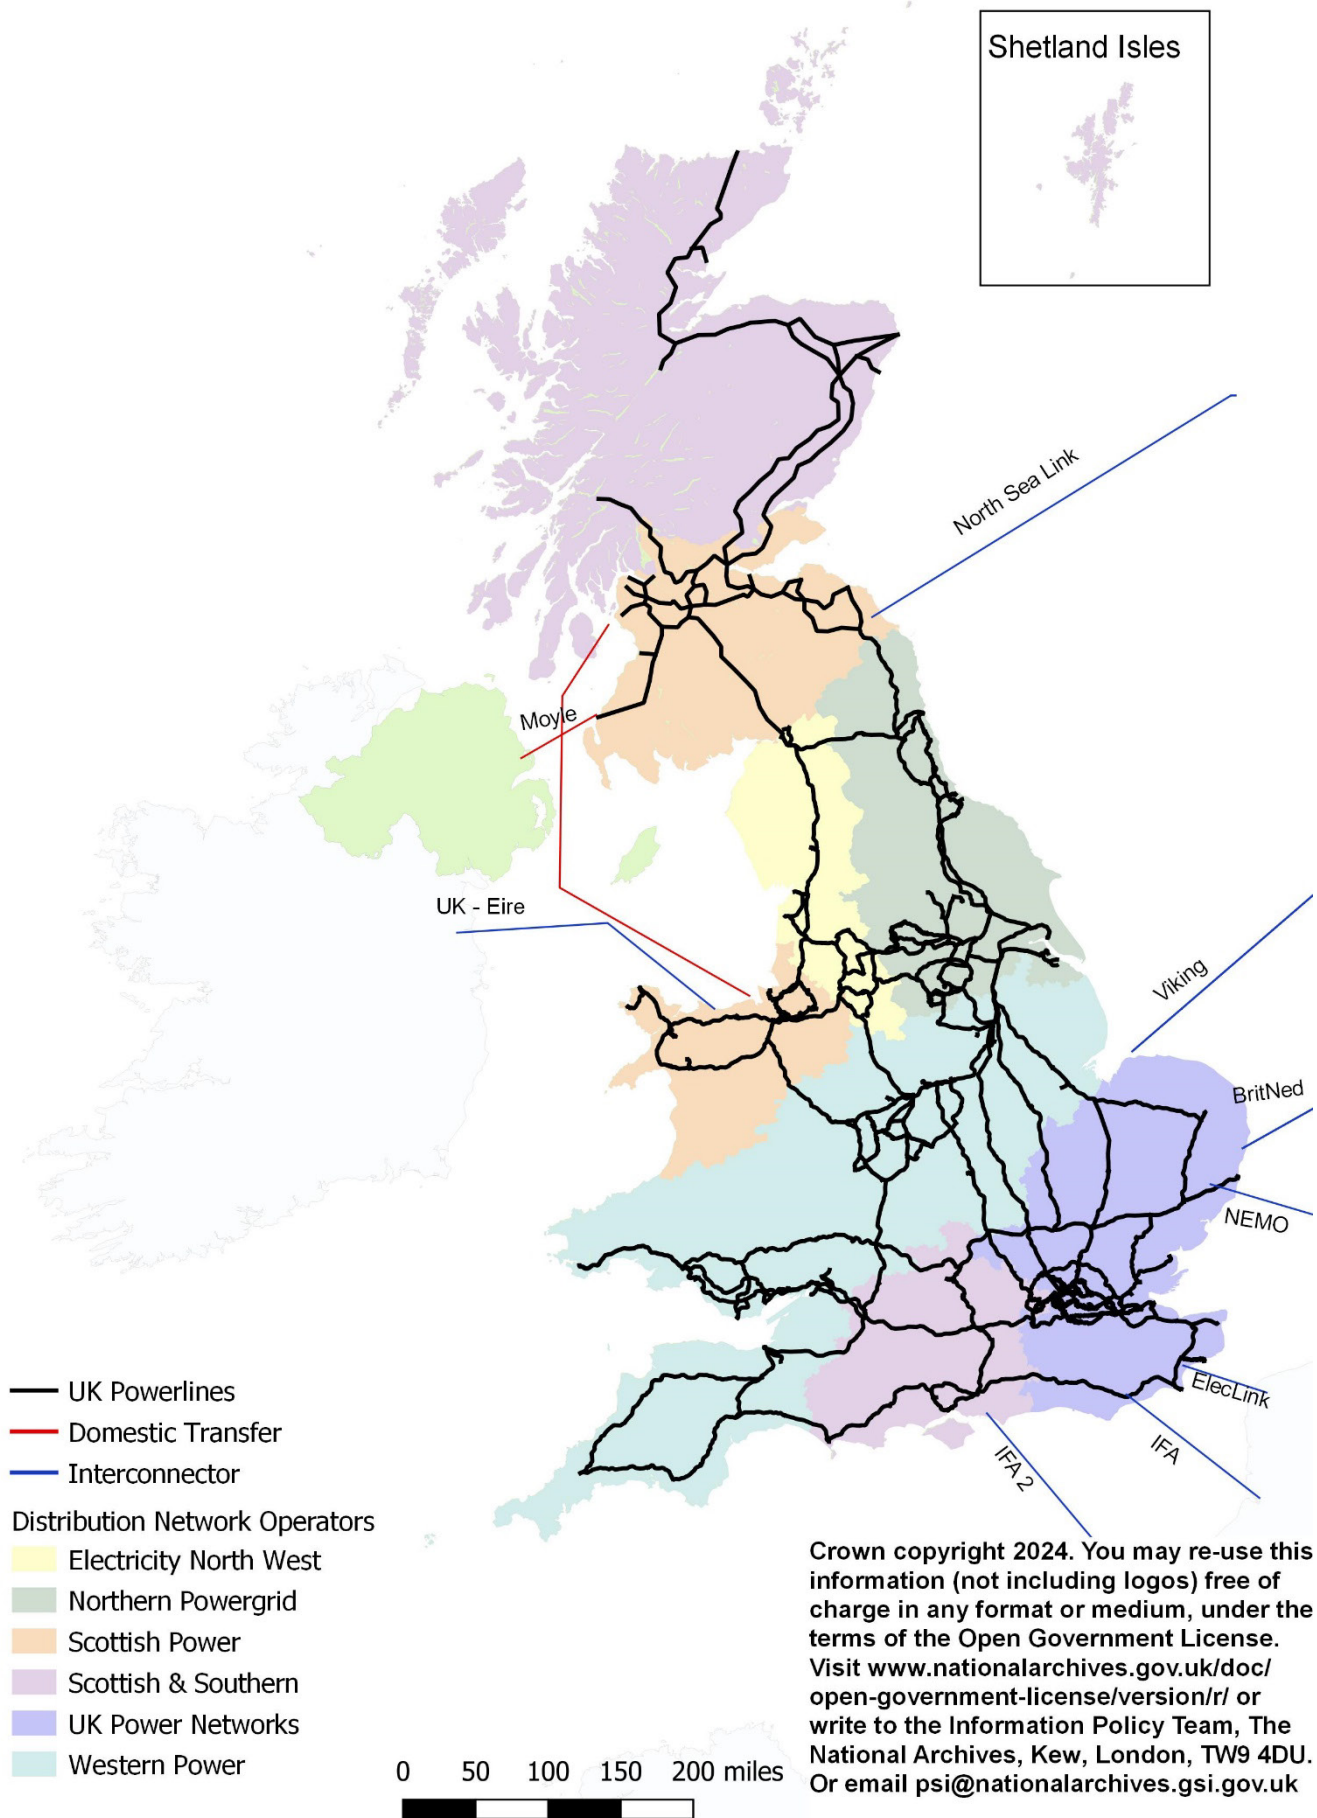 Shetland Isles
North Sea Link
Moyle
UK - Eire
Viking
BritNed
NEMO
ElecLink
IFA
IFA 2
UK Powerlines
Domestic Transfer
Interconnector
Distribution Network Operators
Electricity North West
Northern Powergrid
Scottish Power
Scottish & Southern
UK Power Networks
Western Power
0 50 100 150 200 miles
Crown copyright 2024. You may re-use this
information (not including logos) free of
charge in any format or medium, under the
terms of the Open Government License.
Visit www.nationalarchives.gov.uk/doc/
open-government-license/version/r/ or
write to the Information Policy Team, The
National Archives, Kew, London, TW9 4DU.
Or email psi@nationalarchives.gsi.gov.uk